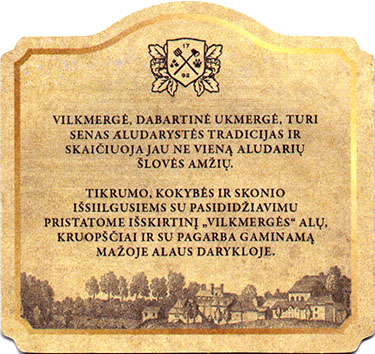 17
92
VILKMERGĖ, DABARTINĖ UKMERGĖ, TURI
SENAS ALUDARYSTĖS TRADICIJAS IR
SKAIČIUOJA JAU NE VIENĄ ALUDARIŲ
ŠLOVĖS AMŽIŲ.
TIKRUMO, KOKYBĖS IR SKONIO
IŠSIILGUSIEMS SU PASIDIDŽIAVIMU
PRISTATOME IŠSKIRTINĮ „VILKMERGĖS“ ALŲ,
KRUOPŠČIAI IR SU PAGARBA GAMINAMĄ
MAŽOJE ALAUS DARYKLOJE.